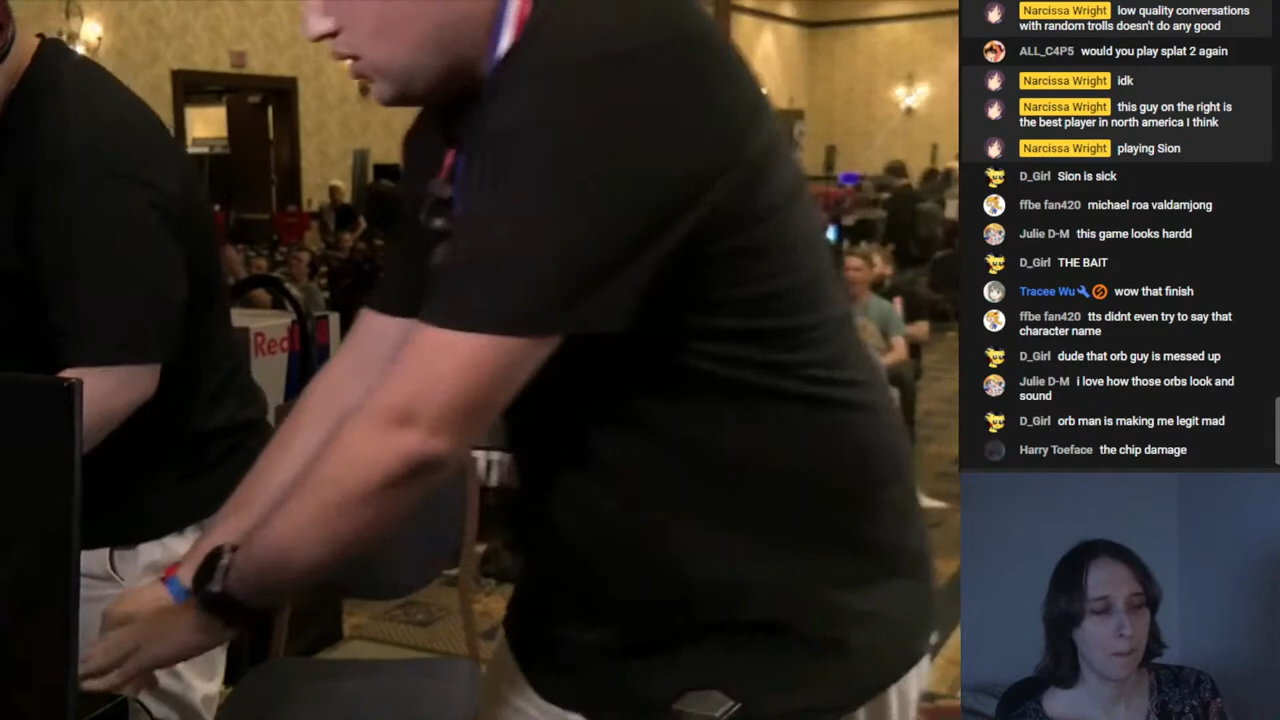 Narcissa Wright low quality conversations
with random trolls doesn't do any good
ALL_C4P5 would you play splat 2 again
Narcissa Wright idk
Narcissa Wright this guy on the right is
the best player in north america I think
Narcissa Wright playing Sion
D_Girl Sion is sick
ffbe fan420 michael roa valdamjong
Julie D-M this game looks hardd
D_Girl THE BAIT
Tracee Wu wow that finish
ffbe fan420 tts didnt even try to say that
character name
D_Girl dude that orb guy is messed up
Julie D-M i love how those orbs look and
sound
D_Girl orb man is making me legit mad
Harry Toeface the chip damage
Red